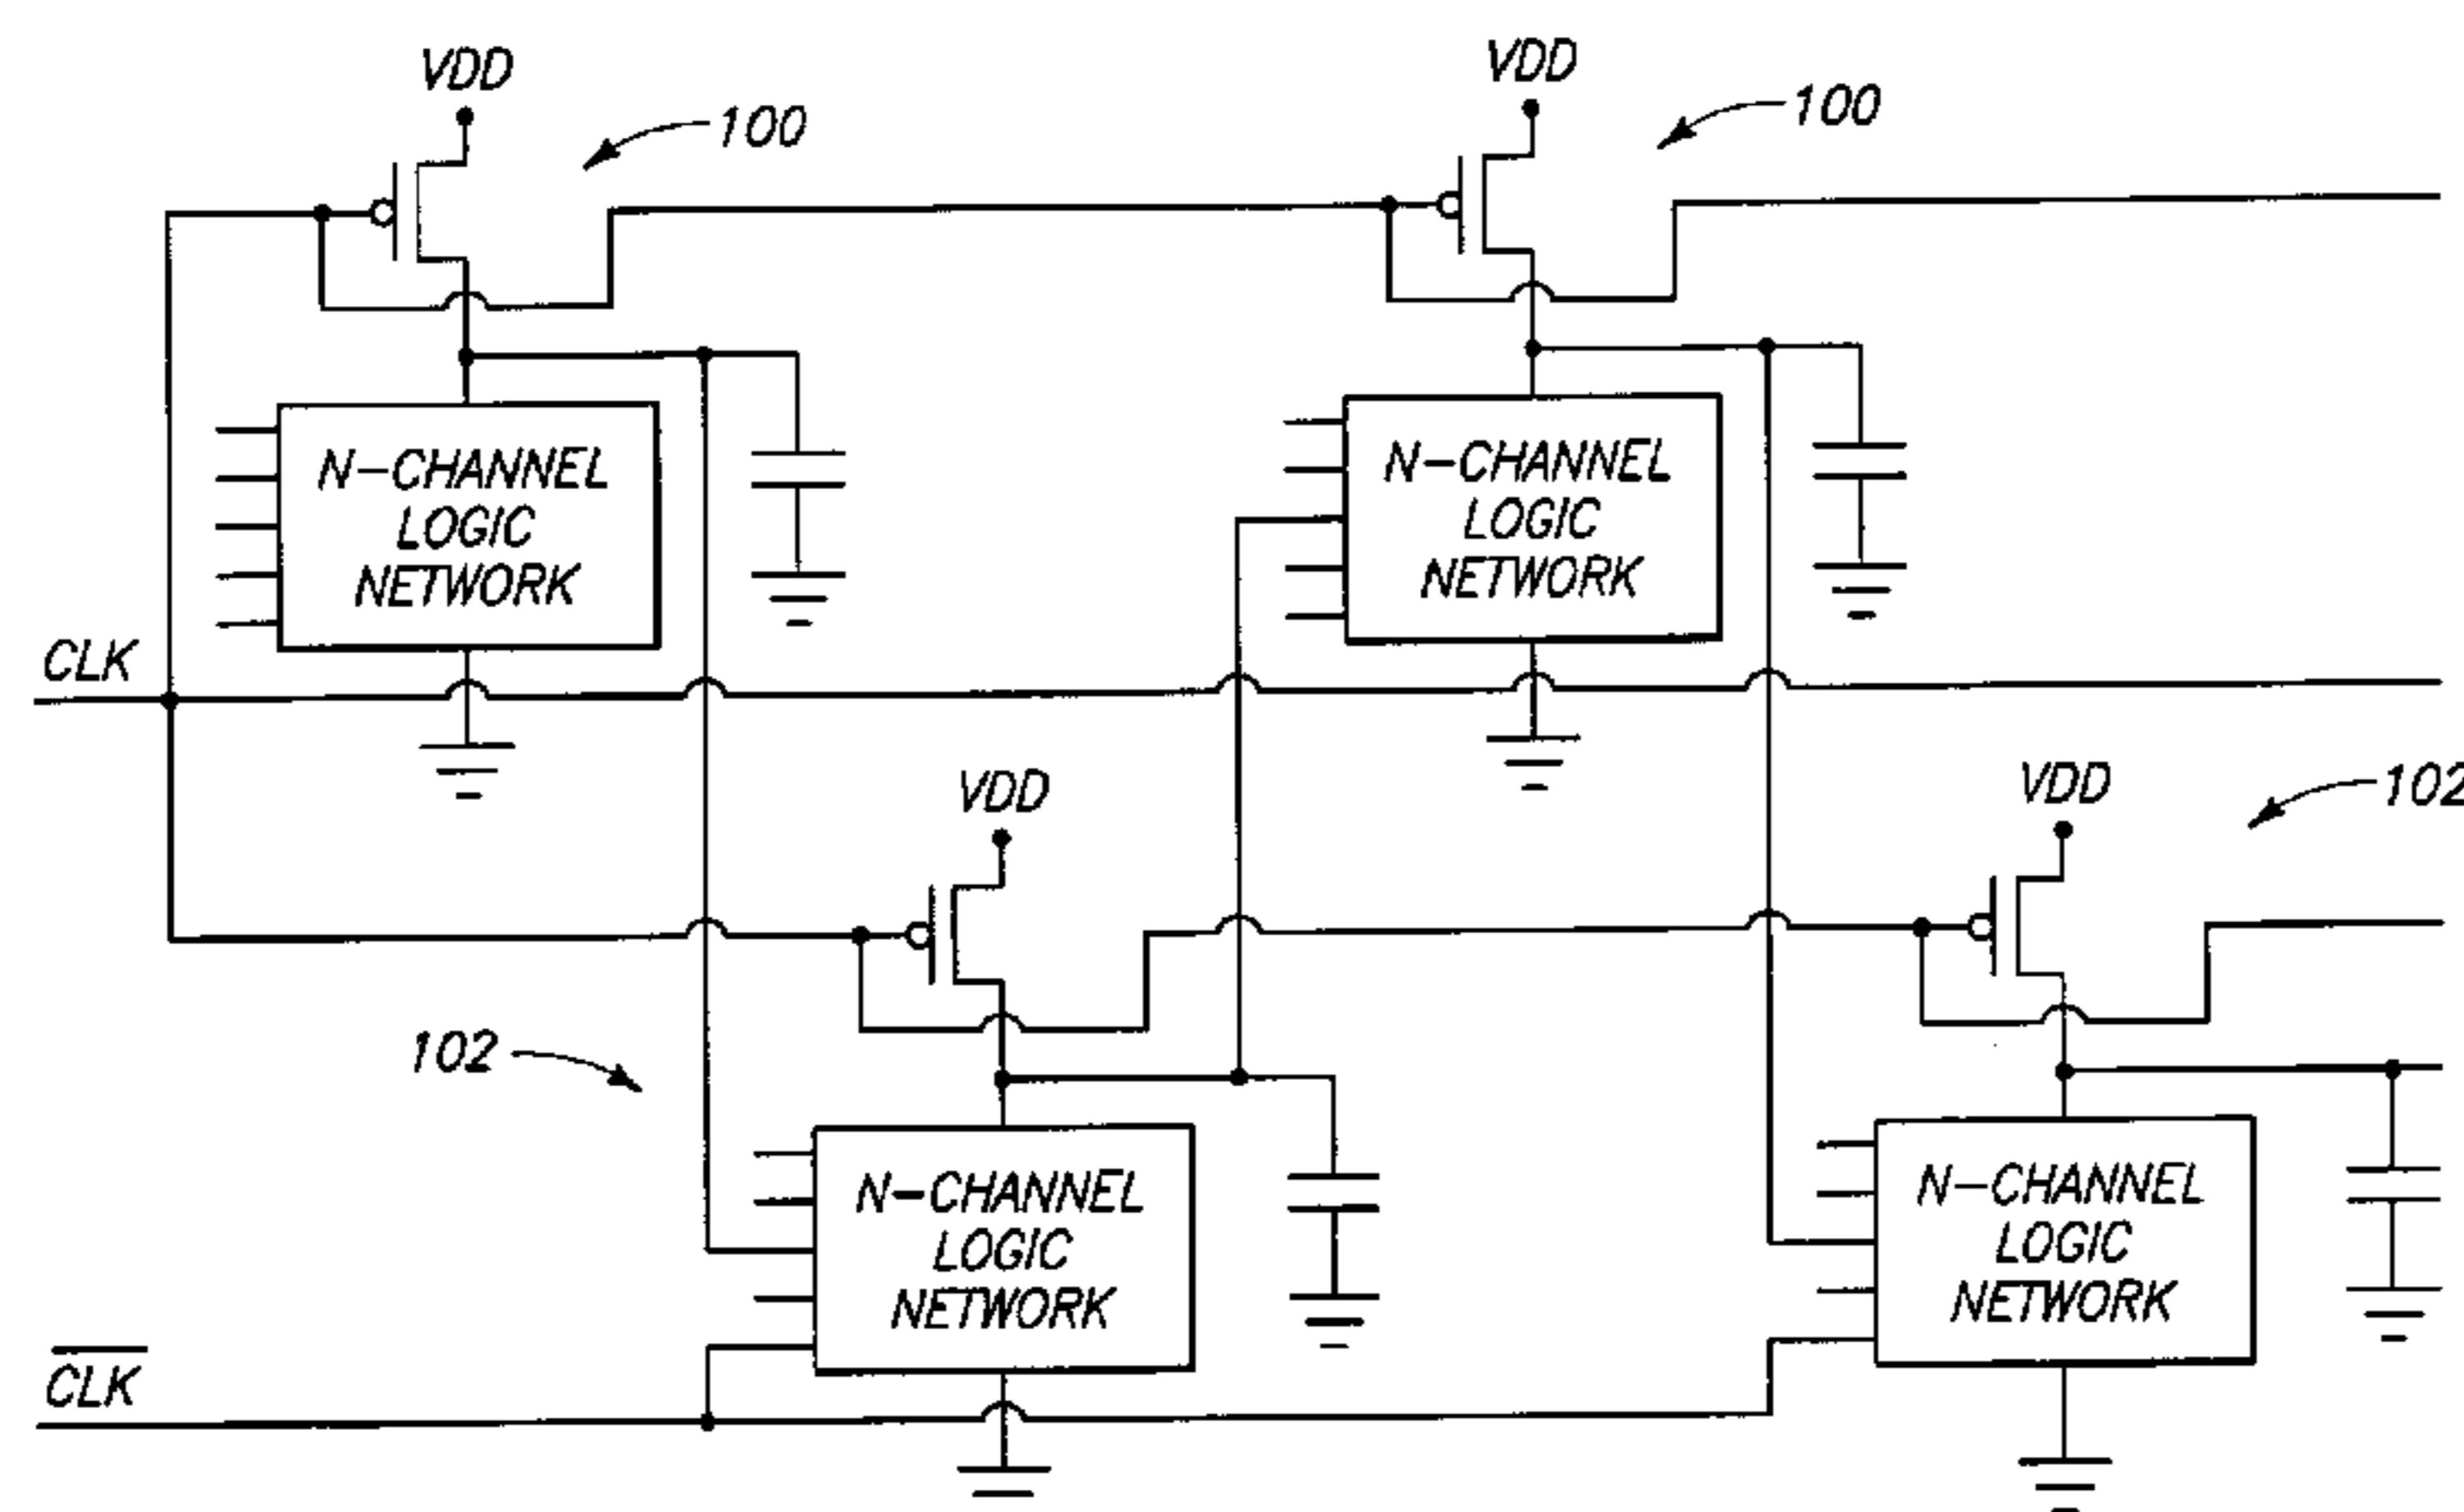 VDD
100
VDD
100
N-CHANNEL
LOGIC
NETWORK
N-CHANNEL
LOGIC
NETWORK
CLK
VDD
VDD
102
102
N-CHANNEL
LOGIC
NETWORK
N-CHANNEL
LOGIC
NETWORK
C̅L̅K̅